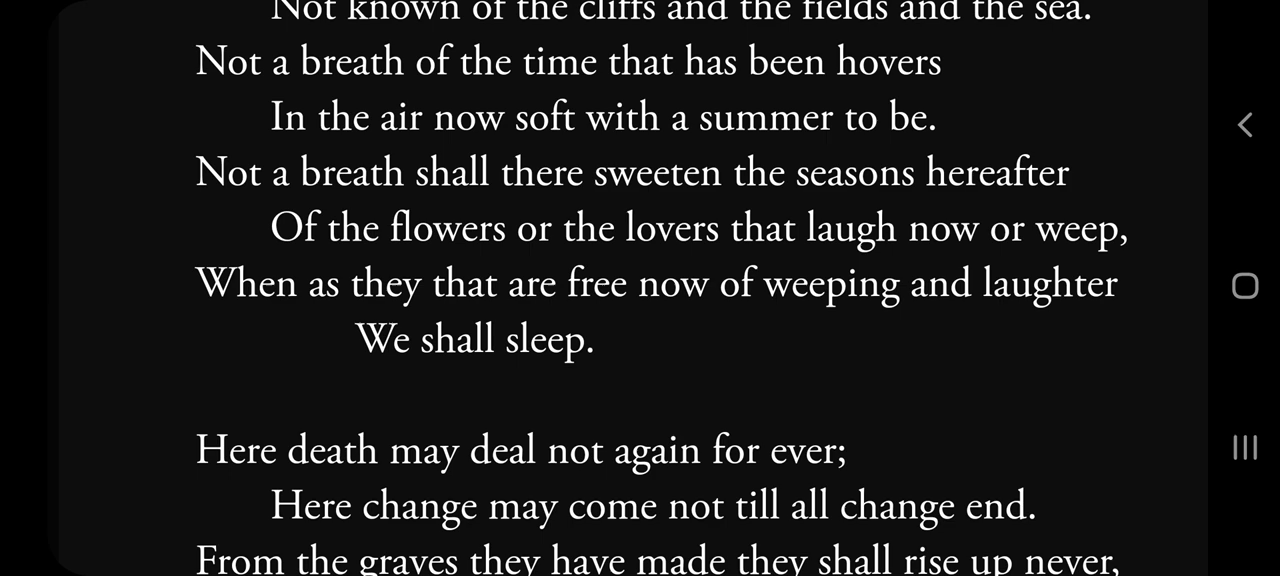 Not known of the cliffs and the fields and the sea.
Not a breath of the time that has been hovers
In the air now soft with a summer to be.
Not a breath shall there sweeten the seasons hereafter
Of the flowers or the lovers that laugh now or weep,
When as they that are free now of weeping and laughter
We shall sleep.
Here death may deal not again for ever;
Here change may come not till all change end.
From the graves they have made they shall rise up never,